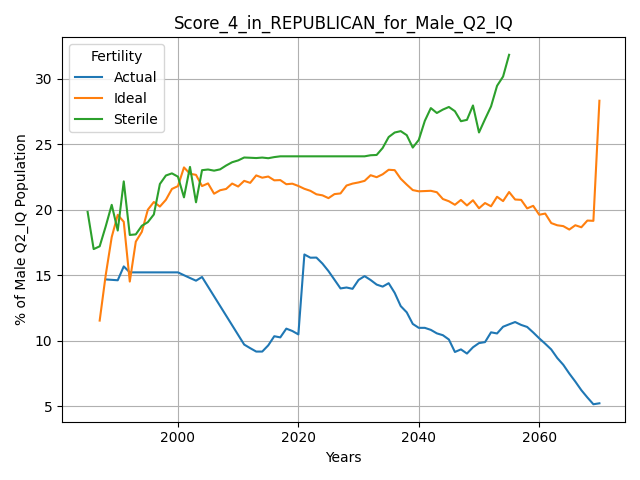 Score_4_in_REPUBLICAN_for_Male_Q2_IQ
Fertility
Actual
Ideal
Sterile
% of Male Q2_IQ Population
30
25
20
15
10
5
2000 2020 2040 2060
Years